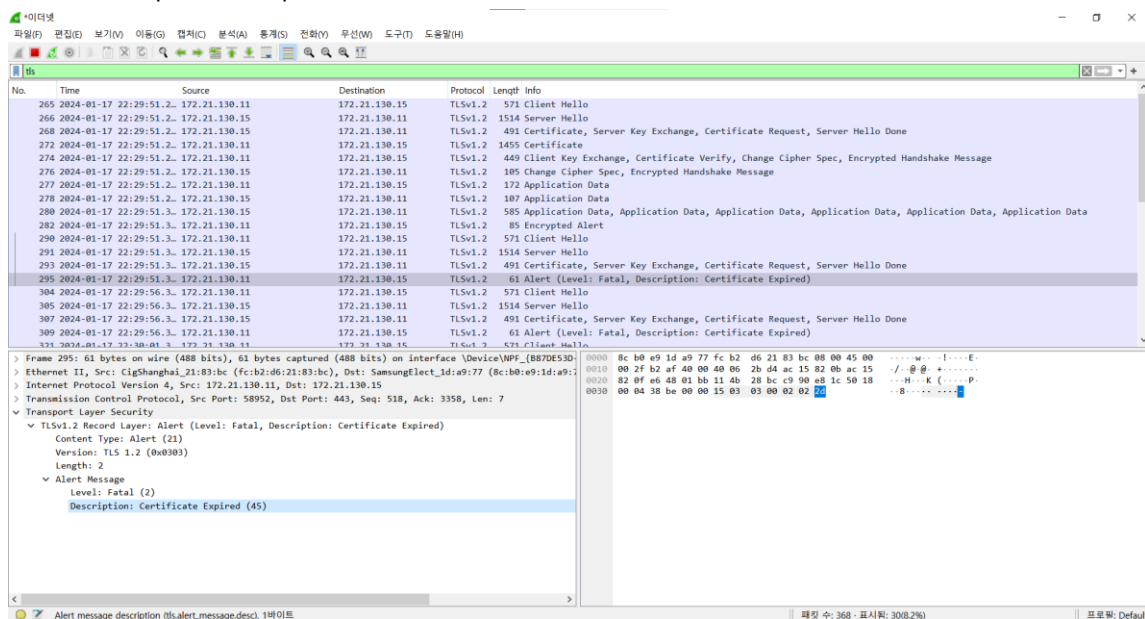 *이더넷
파일(F) 편집(E) 보기(V) 이동(G) 캡처(C) 분석(A) 통계(S) 전화(Y) 무선(W) 도구(T) 도움말(H)
tls
No. Time Source Destination Protocol Length Info
265 2024-01-17 22:29:51.2… 172.21.130.11 172.21.130.15 TLSv1.2 571 Client Hello
266 2024-01-17 22:29:51.2… 172.21.130.15 172.21.130.11 TLSv1.2 1514 Server Hello
268 2024-01-17 22:29:51.2… 172.21.130.15 172.21.130.11 TLSv1.2 491 Certificate, Server Key Exchange, Certificate Request, Server Hello Done
272 2024-01-17 22:29:51.2… 172.21.130.11 172.21.130.15 TLSv1.2 1455 Certificate
274 2024-01-17 22:29:51.2… 172.21.130.11 172.21.130.15 TLSv1.2 449 Client Key Exchange, Certificate Verify, Change Cipher Spec, Encrypted Handshake Message
276 2024-01-17 22:29:51.2… 172.21.130.15 172.21.130.11 TLSv1.2 105 Change Cipher Spec, Encrypted Handshake Message
277 2024-01-17 22:29:51.2… 172.21.130.11 172.21.130.15 TLSv1.2 172 Application Data
278 2024-01-17 22:29:51.2… 172.21.130.15 172.21.130.11 TLSv1.2 107 Application Data
280 2024-01-17 22:29:51.3… 172.21.130.15 172.21.130.11 TLSv1.2 585 Application Data, Application Data, Application Data, Application Data, Application Data, Application Data
282 2024-01-17 22:29:51.3… 172.21.130.11 172.21.130.15 TLSv1.2 85 Encrypted Alert
290 2024-01-17 22:29:51.3… 172.21.130.11 172.21.130.15 TLSv1.2 571 Client Hello
291 2024-01-17 22:29:51.3… 172.21.130.15 172.21.130.11 TLSv1.2 1514 Server Hello
293 2024-01-17 22:29:51.3… 172.21.130.15 172.21.130.11 TLSv1.2 491 Certificate, Server Key Exchange, Certificate Request, Server Hello Done
295 2024-01-17 22:29:51.3… 172.21.130.11 172.21.130.15 TLSv1.2 61 Alert (Level: Fatal, Description: Certificate Expired)
304 2024-01-17 22:29:56.3… 172.21.130.11 172.21.130.15 TLSv1.2 571 Client Hello
305 2024-01-17 22:29:56.3… 172.21.130.15 172.21.130.11 TLSv1.2 1514 Server Hello
307 2024-01-17 22:29:56.3… 172.21.130.15 172.21.130.11 TLSv1.2 491 Certificate, Server Key Exchange, Certificate Request, Server Hello Done
309 2024-01-17 22:29:56.3… 172.21.130.11 172.21.130.15 TLSv1.2 61 Alert (Level: Fatal, Description: Certificate Expired)
321 2024-01-17 22:30:01.3… 172.21.130.11 172.21.130.15 TLSv1.2 571 Client Hello
> Frame 295: 61 bytes on wire (488 bits), 61 bytes captured (488 bits) on interface \Device\NPF_{B87DE53D-
> Ethernet II, Src: CigShanghai_21:83:bc (fc:b2:d6:21:83:bc), Dst: SamsungElect_1d:a9:77 (8c:b0:e9:1d:a9:7
> Internet Protocol Version 4, Src: 172.21.130.11, Dst: 172.21.130.15
> Transmission Control Protocol, Src Port: 58952, Dst Port: 443, Seq: 518, Ack: 3358, Len: 7
Transport Layer Security
TLSv1.2 Record Layer: Alert (Level: Fatal, Description: Certificate Expired)
Content Type: Alert (21)
Version: TLS 1.2 (0x0303)
Length: 2
Alert Message
Level: Fatal (2)
Description: Certificate Expired (45)
0000 8c b0 e9 1d a9 77 fc b2 d6 21 83 bc 08 00 45 00 ·····w·· ·!····E·
0010 00 2f b2 af 40 00 40 06 2b d4 ac 15 82 0b ac 15 ·/··@·@· +·······
0020 82 0f e6 48 01 bb 11 4b 28 bc c9 90 e8 1c 50 18 ···H···K (·····P·
0030 00 04 38 be 00 00 15 03 03 00 02 02 2d ··8····· ····-
Alert message description (tls.alert_message.desc), 1바이트
패킷 수: 368 · 표시됨: 30(8.2%)
프로필: Defaul